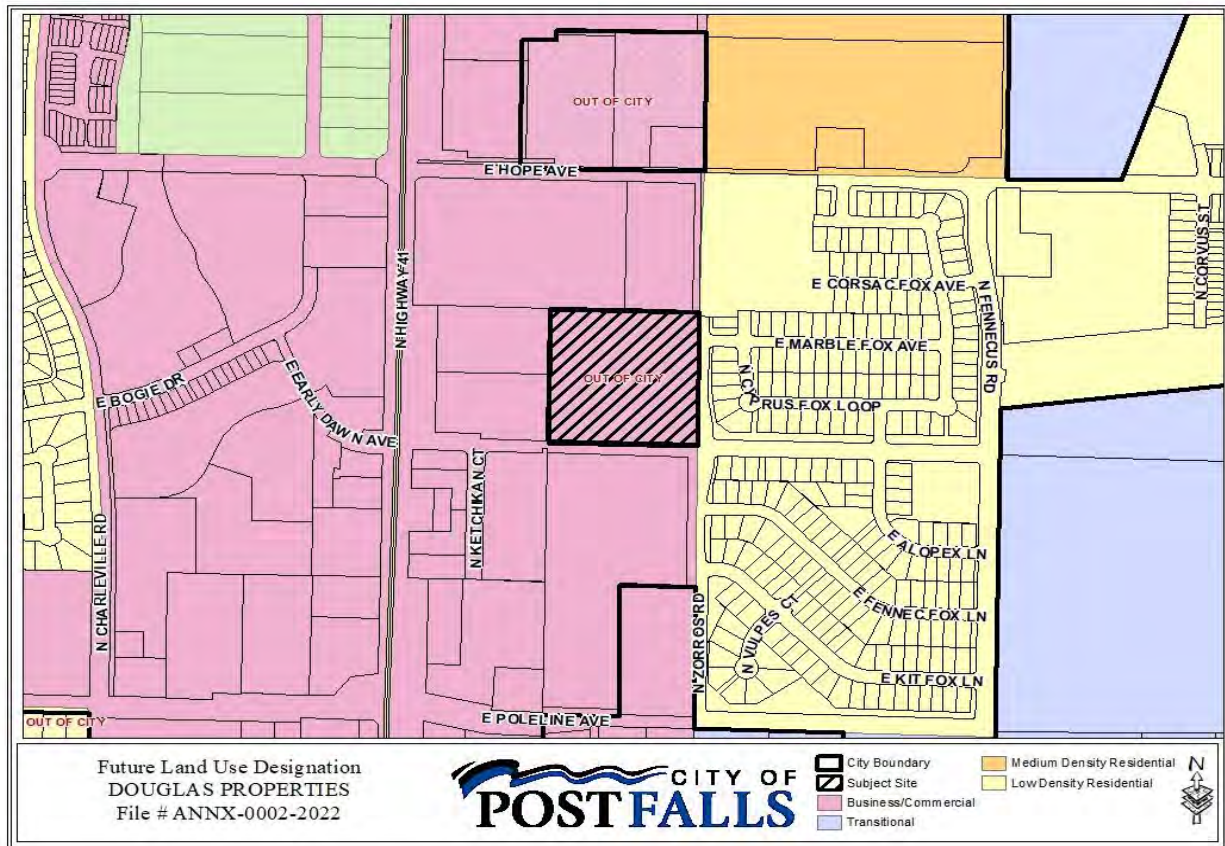 OUT OF CITY
E HOPE AVE
N HIGHWAY 41
N CORVUS ST
E CORSAC FOX AVE
N FENNECUS RD
E MARBLE FOX AVE
OUT OF CITY
E BOGIE DR
E EARLY DAWN AVE
N CYPRUS FOX LOOP
N KETCHIKAN CT
N CHARLEVILLE RD
E ALOPEX LN
E FENNEC FOX LN
N VULPES CT
N ZORROS RD
E KIT FOX LN
E POLELINE AVE
OUT OF CITY
Future Land Use Designation
DOUGLAS PROPERTIES
File # ANNX-0002-2022
CITY OF
POST FALLS
City Boundary
Subject Site
Business/Commercial
Transitional
Medium Density Residential
Low Density Residential
N